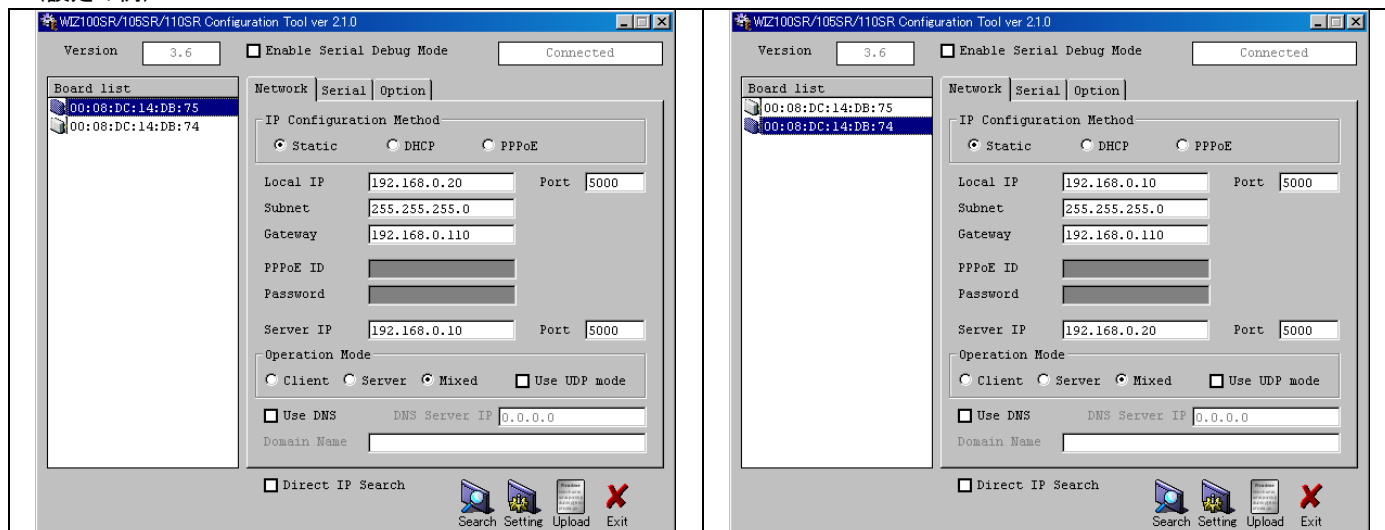 WIZ100SR/105SR/110SR Configuration Tool ver 2.1.0
Version 3.6 Enable Serial Debug Mode Connected
Board list
00:08:DC:14:DB:75
00:08:DC:14:DB:74
Network Serial Option
IP Configuration Method
Static DHCP PPPoE
Local IP 192.168.0.20 Port 5000
Subnet 255.255.255.0
Gateway 192.168.0.110
PPPoE ID
Password
Server IP 192.168.0.10 Port 5000
Operation Mode
Client Server Mixed Use UDP mode
Use DNS DNS Server IP 0.0.0.0
Domain Name
Direct IP Search
Search Setting Upload Exit
WIZ100SR/105SR/110SR Configuration Tool ver 2.1.0
Version 3.6 Enable Serial Debug Mode Connected
Board list
00:08:DC:14:DB:75
00:08:DC:14:DB:74
Network Serial Option
IP Configuration Method
Static DHCP PPPoE
Local IP 192.168.0.10 Port 5000
Subnet 255.255.255.0
Gateway 192.168.0.110
PPPoE ID
Password
Server IP 192.168.0.20 Port 5000
Operation Mode
Client Server Mixed Use UDP mode
Use DNS DNS Server IP 0.0.0.0
Domain Name
Direct IP Search
Search Setting Upload Exit